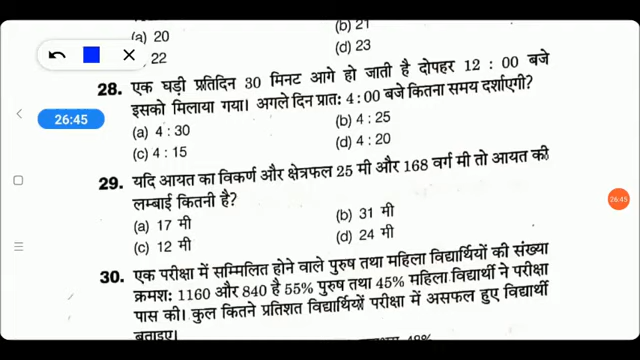 (a) 20
(b) 21
22
(d) 23
28. एक घड़ी प्रतिदिन 30 मिनट आगे हो जाती है दोपहर 12 : 00 बजे
इसको मिलाया गया। अगले दिन प्रात: 4 : 00 बजे कितना समय दर्शाएगी?
(a) 4 : 30
(b) 4 : 25
(c) 4 : 15
(d) 4 : 20
29. यदि आयत का विकर्ण और क्षेत्रफल 25 मी और 168 वर्ग मी तो आयत की
लम्बाई कितनी है?
(a) 17 मी
(b) 31 मी
(c) 12 मी
(d) 24 मी
30. एक परीक्षा में सम्मिलित होने वाले पुरुष तथा महिला विद्यार्थियों की संख्या
क्रमश: 1160 और 840 है 55% पुरुष तथा 45% महिला विद्यार्थी ने परीक्षा
पास की। कुल कितने प्रतिशत विद्यार्थियों परीक्षा में असफल हुए विद्यार्थी
बताइए।
26:45
26:45